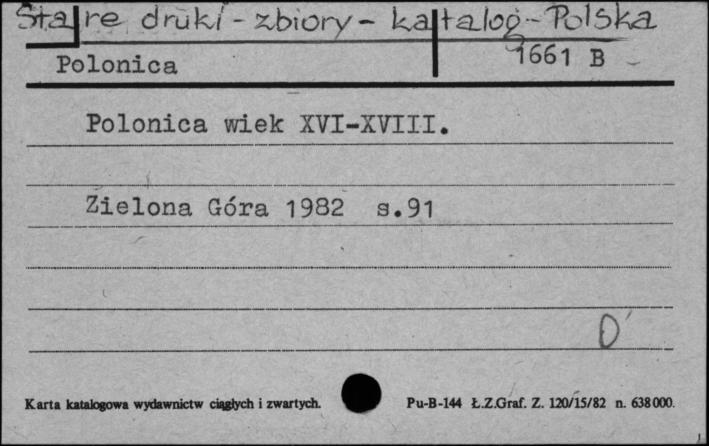 Stare druki - zbiory - katalog - Polska
Polonica 1661 B
Polonica wiek XVI-XVIII.
Zielona Góra 1982 s.91
Karta katalogowa wydawnictw ciągłych i zwartych. Pu-B-144 Ł.Z.Graf. Z. 120/15/82 n. 638000.